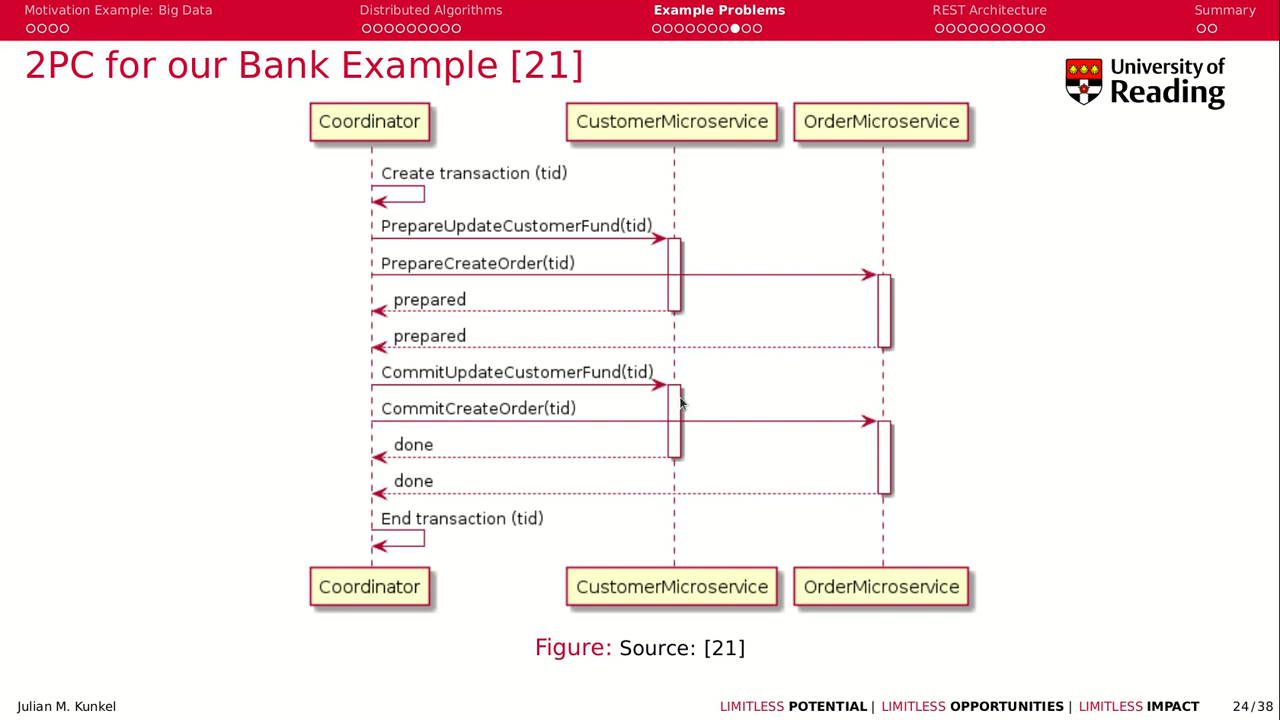 Motivation Example: Big Data
Distributed Algorithms
Example Problems
REST Architecture
Summary
2PC for our Bank Example [21]
University of
Reading
Coordinator
CustomerMicroservice
OrderMicroservice
Create transaction (tid)
PrepareUpdateCustomerFund(tid)
PrepareCreateOrder(tid)
prepared
prepared
CommitUpdateCustomerFund(tid)
CommitCreateOrder(tid)
done
done
End transaction (tid)
Coordinator
CustomerMicroservice
OrderMicroservice
Figure: Source: [21]
Julian M. Kunkel
LIMITLESS POTENTIAL | LIMITLESS OPPORTUNITIES | LIMITLESS IMPACT
24/38